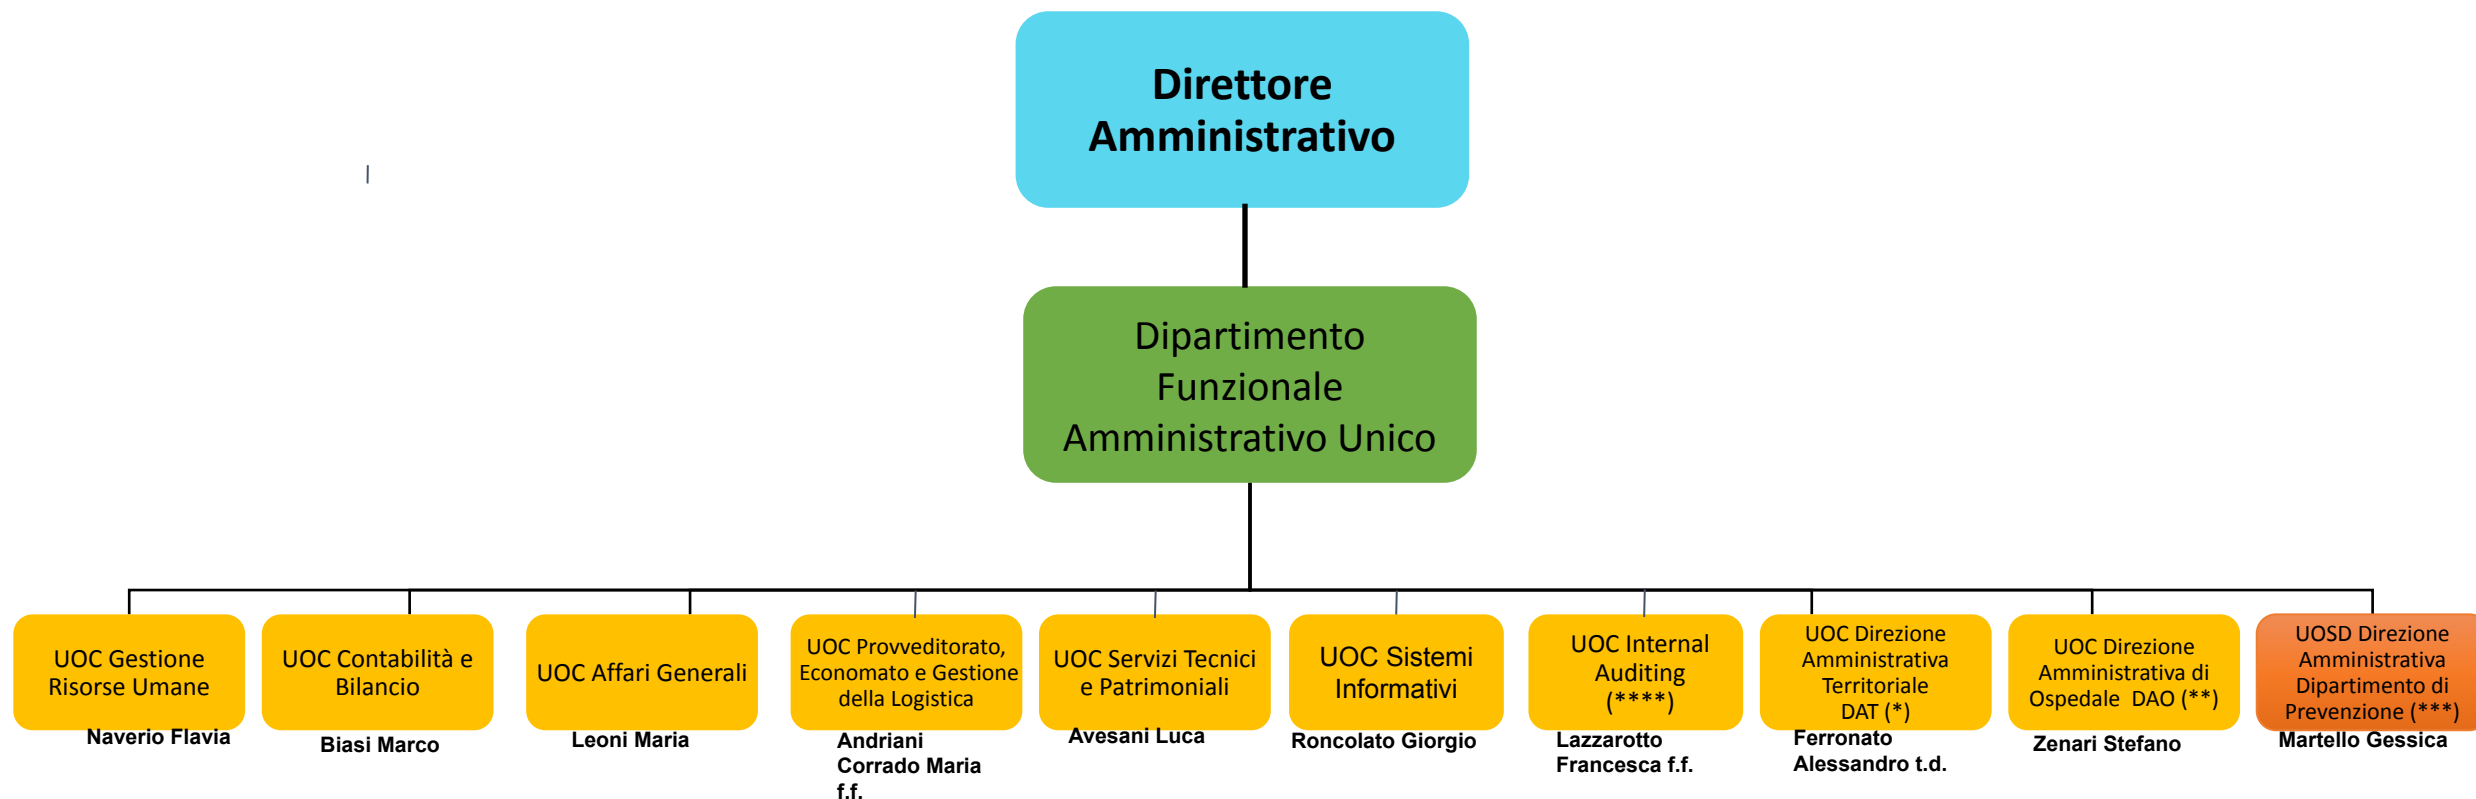 Direttore
Amministrativo
Dipartimento
Funzionale
Amministrativo Unico
UOC Gestione
Risorse Umane
Naverio Flavia
UOC Contabilità e
Bilancio
Biasi Marco
UOC Affari Generali
Leoni Maria
UOC Provveditorato,
Economato e Gestione
della Logistica
Andriani
Corrado Maria
f.f.
UOC Servizi Tecnici
e Patrimoniali
Avesani Luca
UOC Sistemi
Informativi
Roncolato Giorgio
UOC Internal
Auditing
(****)
Lazzarotto
Francesca f.f.
UOC Direzione
Amministrativa
Territoriale
DAT (*)
Ferronato
Alessandro t.d.
UOC Direzione
Amministrativa di
Ospedale DAO (**)
Zenari Stefano
UOSD Direzione
Amministrativa
Dipartimento di
Prevenzione (***)
Martello Gessica